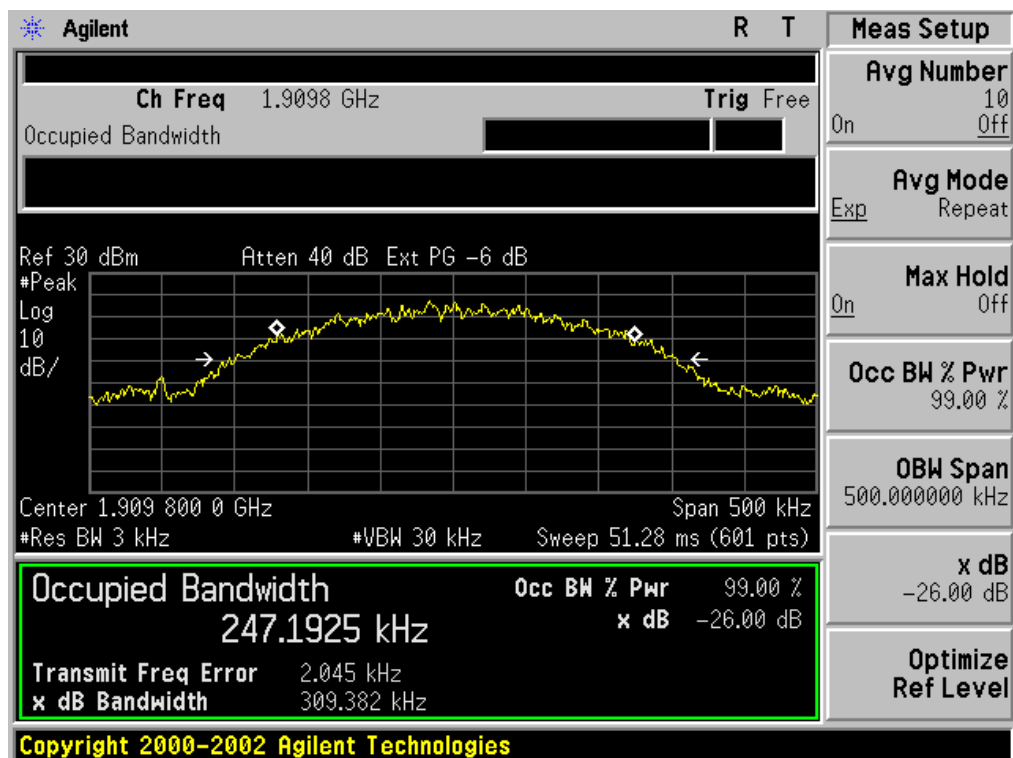 Agilent R T
Ch Freq 1.9098 GHz Trig Free
Occupied Bandwidth
Ref 30 dBm Atten 40 dB Ext PG -6 dB
#Peak
Log
10
dB/
Center 1.909 800 0 GHz Span 500 kHz
#Res BW 3 kHz #VBW 30 kHz Sweep 51.28 ms (601 pts)
Occupied Bandwidth Occ BW % Pwr 99.00 %
247.1925 kHz x dB -26.00 dB
Transmit Freq Error 2.045 kHz
x dB Bandwidth 309.382 kHz
Copyright 2000-2002 Agilent Technologies
Meas Setup
Avg Number
10
On Off
Avg Mode
Exp Repeat
Max Hold
On Off
Occ BW % Pwr
99.00 %
OBW Span
500.000000 kHz
x dB
-26.00 dB
Optimize
Ref Level